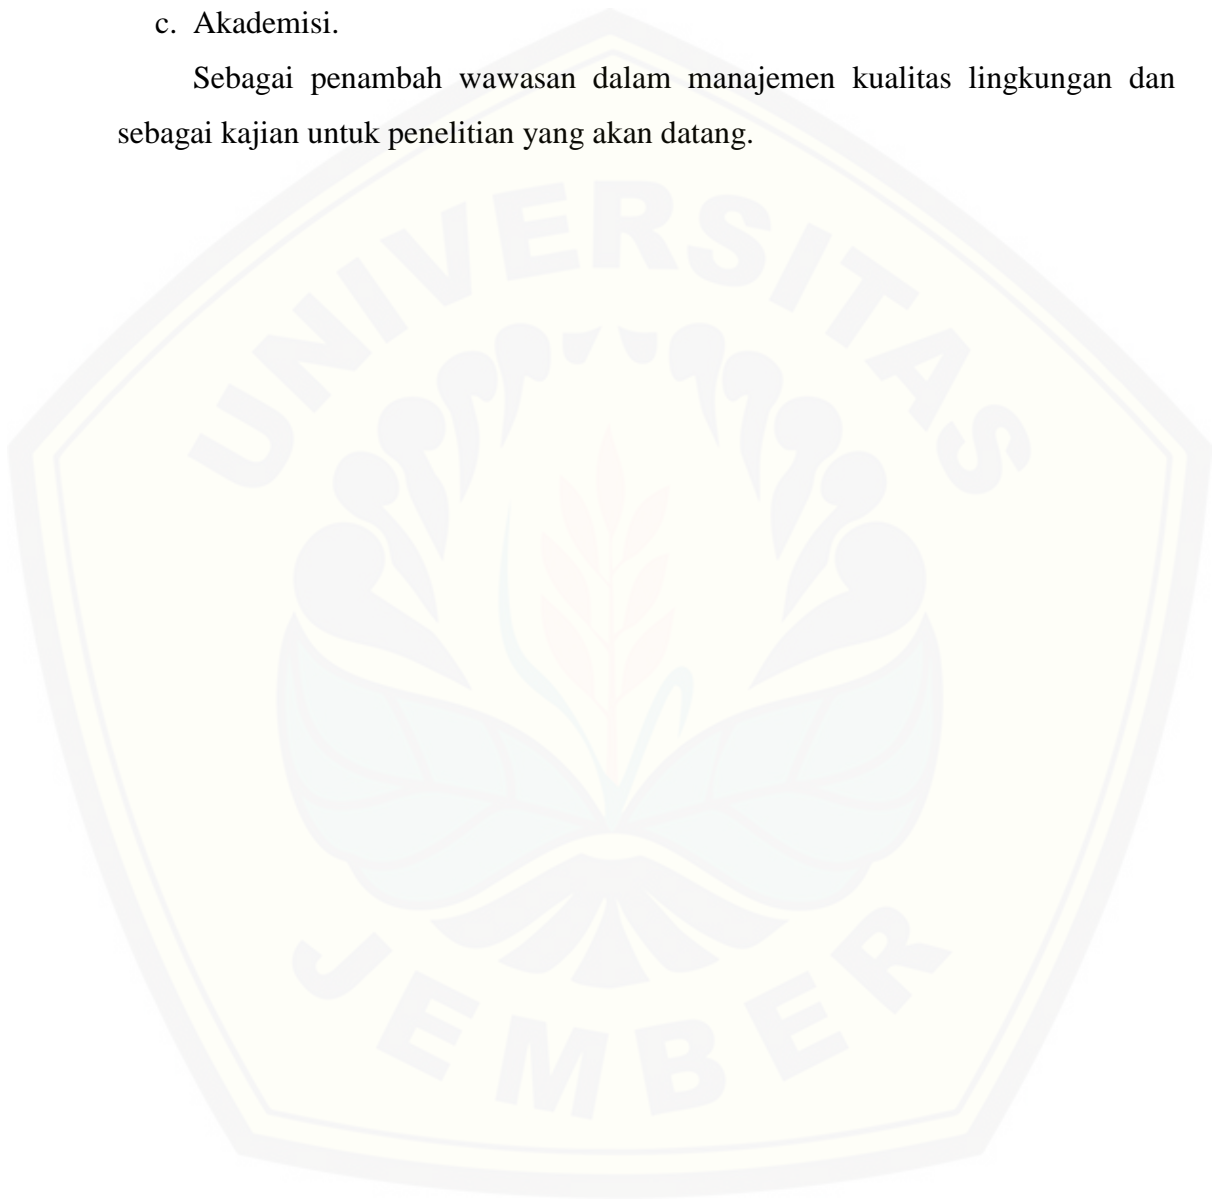 c. Akademisi.
Sebagai penambah wawasan dalam manajemen kualitas lingkungan dan
sebagai kajian untuk penelitian yang akan datang.
UNIVERSITAS
JEMBER